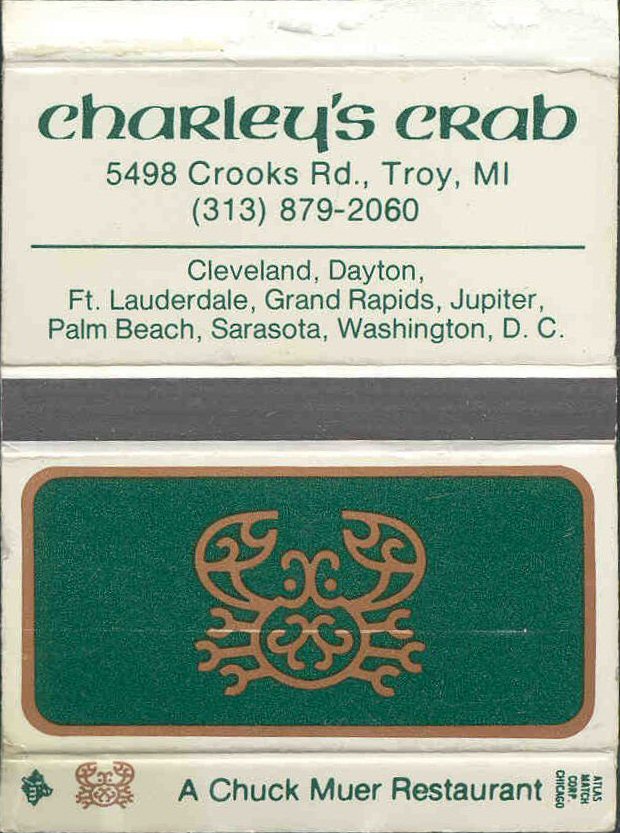 Charley's Crab
5498 Crooks Rd., Troy, MI
(313) 879-2060
Cleveland, Dayton,
Ft. Lauderdale, Grand Rapids, Jupiter,
Palm Beach, Sarasota, Washington, D. C.
A Chuck Muer Restaurant
ATLAS
MATCH
CORP.
CHICAGO